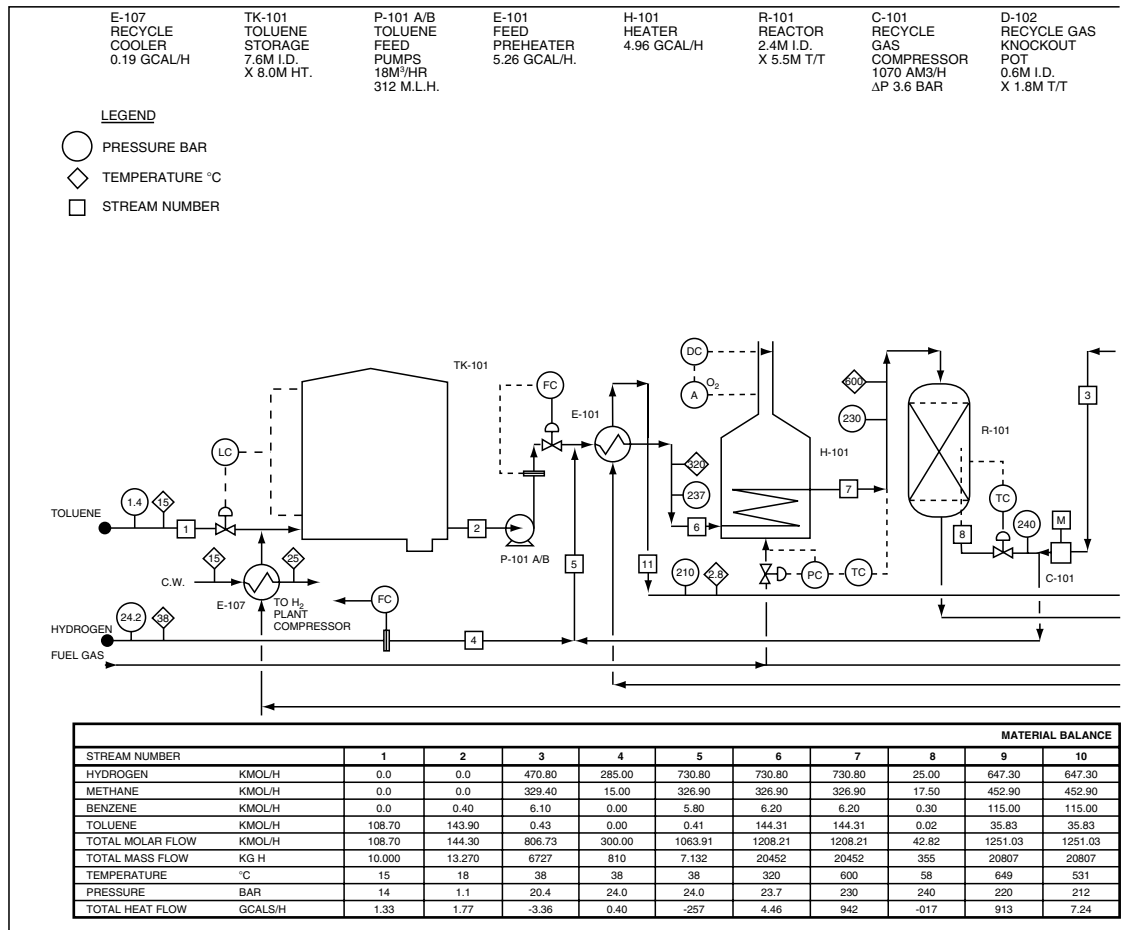 E-107
RECYCLE
COOLER
0.19 GCAL/H
TK-101
TOLUENE
STORAGE
7.6M I.D.
X 8.0M HT.
P-101 A/B
TOLUENE
FEED
PUMPS
18M³/HR
312 M.L.H.
E-101
FEED
PREHEATER
5.26 GCAL/H.
H-101
HEATER
4.96 GCAL/H
R-101
REACTOR
2.4M I.D.
X 5.5M T/T
C-101
RECYCLE
GAS
COMPRESSOR
1070 AM3/H
ΔP 3.6 BAR
D-102
RECYCLE GAS
KNOCKOUT
POT
0.6M I.D.
X 1.8M T/T
LEGEND
PRESSURE BAR
TEMPERATURE °C
STREAM NUMBER
TK-101
FC
E-101
DC
A
O₂
600
230
3
R-101
LC
320
H-101
237
7
TC
M
TOLUENE
1.4
15
1
2
6
8
240
P-101 A/B
C-101
C.W.
15
25
5
11
210
2.8
PC
TC
E-107
TO H₂
PLANT
COMPRESSOR
FC
24.2
38
HYDROGEN
4
FUEL GAS
MATERIAL BALANCE
STREAM NUMBER 1 2 3 4 5 6 7 8 9 10
HYDROGEN KMOL/H 0.0 0.0 470.80 285.00 730.80 730.80 730.80 25.00 647.30 647.30
METHANE KMOL/H 0.0 0.0 329.40 15.00 326.90 326.90 326.90 17.50 452.90 452.90
BENZENE KMOL/H 0.0 0.40 6.10 0.00 5.80 6.20 6.20 0.30 115.00 115.00
TOLUENE KMOL/H 108.70 143.90 0.43 0.00 0.41 144.31 144.31 0.02 35.83 35.83
TOTAL MOLAR FLOW KMOL/H 108.70 144.30 806.73 300.00 1063.91 1208.21 1208.21 42.82 1251.03 1251.03
TOTAL MASS FLOW KG H 10.000 13.270 6727 810 7.132 20452 20452 355 20807 20807
TEMPERATURE °C 15 18 38 38 38 320 600 58 649 531
PRESSURE BAR 14 1.1 20.4 24.0 24.0 23.7 230 240 220 212
TOTAL HEAT FLOW GCALS/H 1.33 1.77 -3.36 0.40 -257 4.46 942 -017 913 7.24